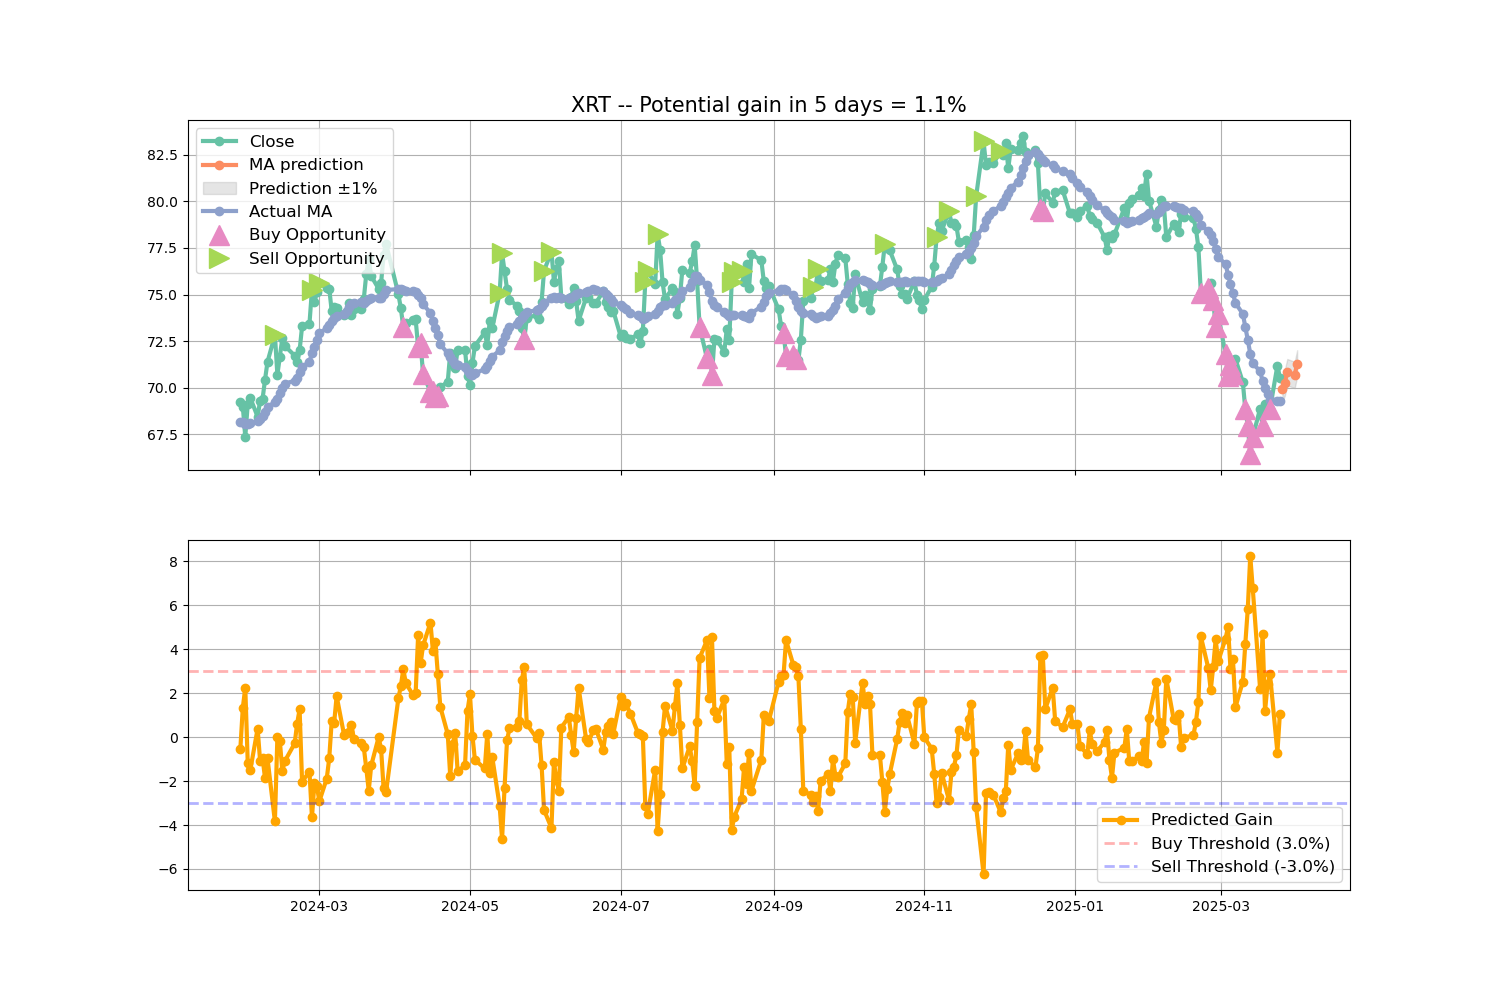 XRT -- Potential gain in 5 days = 1.1%
Close
MA prediction
Prediction ±1%
Actual MA
Buy Opportunity
Sell Opportunity
82.5
80.0
77.5
75.0
72.5
70.0
67.5
8
6
4
2
0
−2
−4
−6
Predicted Gain
Buy Threshold (3.0%)
Sell Threshold (-3.0%)
2024-03 2024-05 2024-07 2024-09 2024-11 2025-01 2025-03